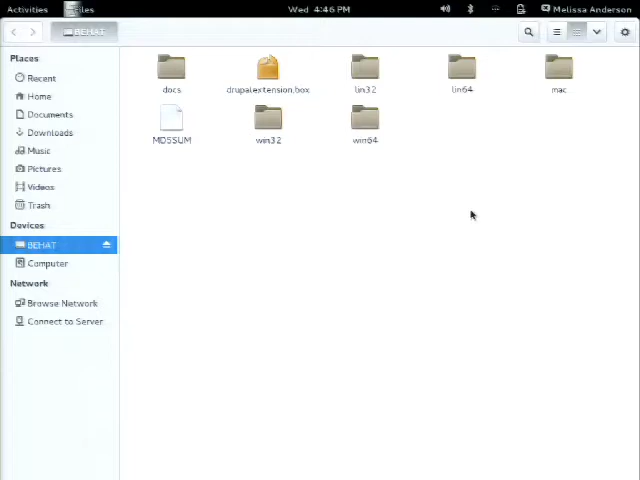 Activities Files Wed 4:46 PM Melissa Anderson
BEHAT
Places
Recent
Home
Documents
Downloads
Music
Pictures
Videos
Trash
Devices
BEHAT
Computer
Network
Browse Network
Connect to Server
docs drupalextension.box lin32 lin64 mac
MD5SUM win32 win64